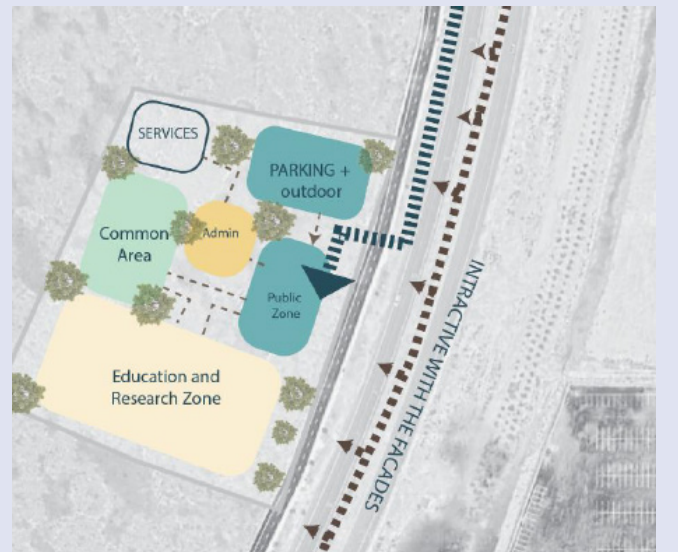 SERVICES
PARKING +
outdoor
Common
Area
Admin
Public
Zone
Education and
Research Zone
INTRACTIVE WITH THE FACADES